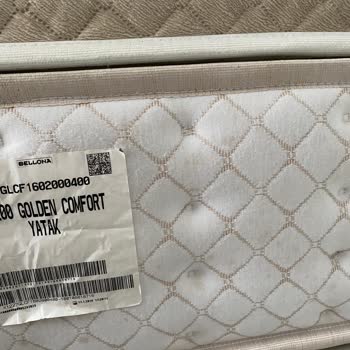 BELLONA
GLCF1602000400
00 GOLDEN COMFORT
YATAK